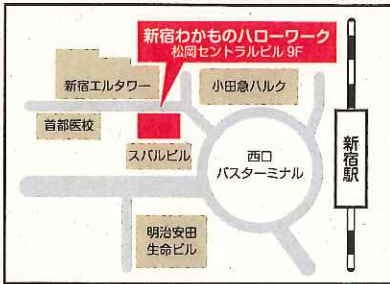 新宿わかものハローワーク
松岡セントラルビル 9F
新宿エルタワー
小田急ハルク
首都医校
スバルビル
西口
バスターミナル
新宿駅
明治安田
生命ビル